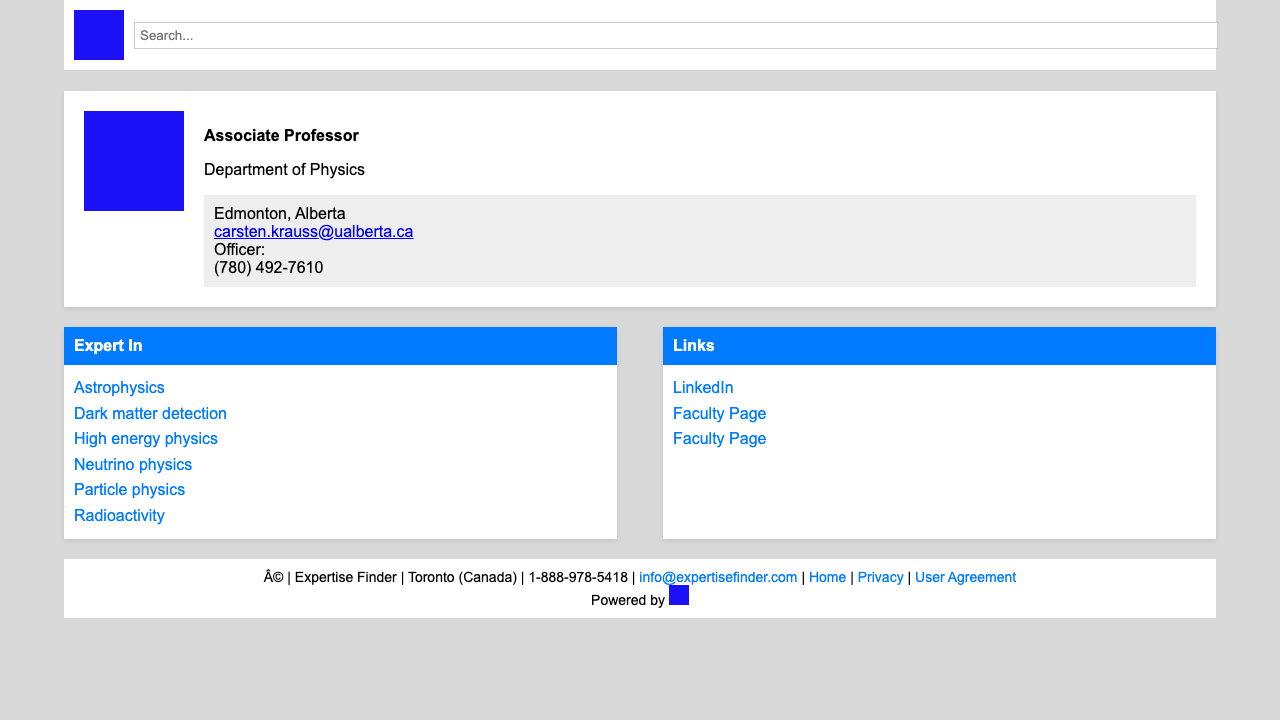 Search...
Associate Professor
Department of Physics
Edmonton, Alberta
carsten.krauss@ualberta.ca
Officer:
(780) 492-7610
Expert In
Astrophysics
Dark matter detection
High energy physics
Neutrino physics
Particle physics
Radioactivity
Links
LinkedIn
Faculty Page
Faculty Page
Â© | Expertise Finder | Toronto (Canada) | 1-888-978-5418 | info@expertisefinder.com | Home | Privacy | User Agreement
Powered by